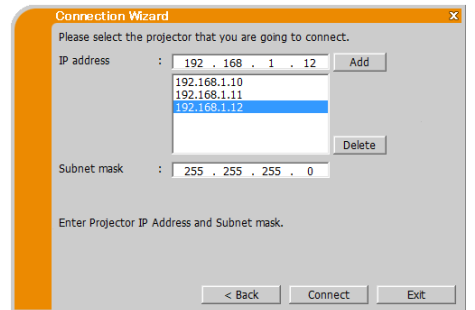 Connection Wizard x
Please select the projector that you are going to connect.
IP address : 192 . 168 . 1 . 12 Add
192.168.1.10
192.168.1.11
192.168.1.12
Delete
Subnet mask : 255 . 255 . 255 . 0
Enter Projector IP Address and Subnet mask.
< Back Connect Exit